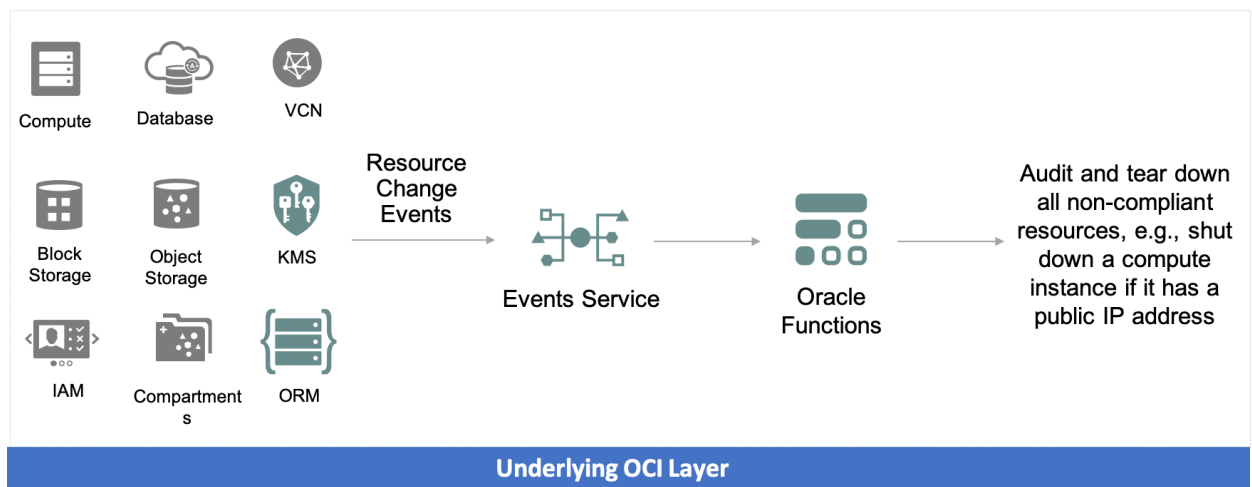 Compute
Database
VCN
Block
Storage
Object
Storage
KMS
IAM
Compartment
s
ORM
Resource
Change
Events
Events Service
Oracle
Functions
Audit and tear down
all non-compliant
resources, e.g., shut
down a compute
instance if it has a
public IP address
Underlying OCI Layer